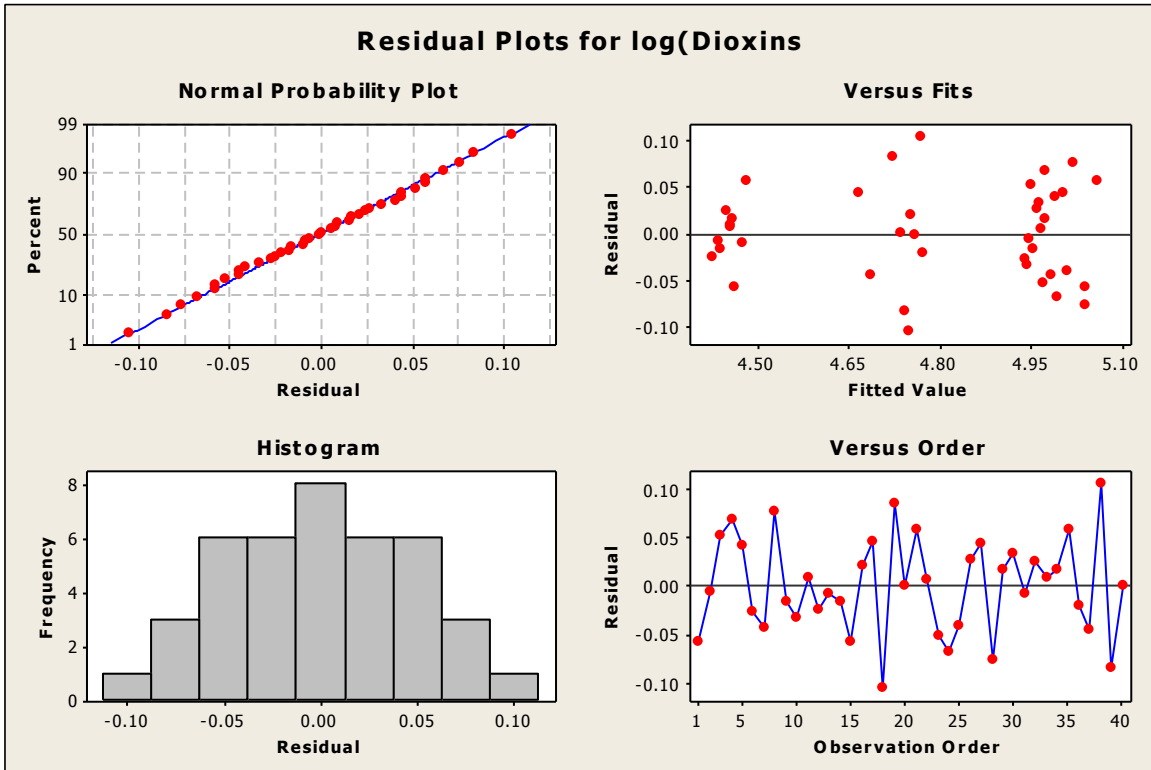 Residual Plots for log(Dioxins
Normal Probability Plot
99
90
50
10
1
Percent
-0.10 -0.05 0.00 0.05 0.10
Residual
Versus Fits
0.10
0.05
0.00
-0.05
-0.10
Residual
4.50 4.65 4.80 4.4.95 5.10
Fitted Value
Histogram
8
6
4
2
0
Frequency
-0.10 -0.05 0.00 0.05 0.10
Residual
Versus Order
0.10
0.05
0.00
-0.05
-0.10
Residual
1 5 10 15 20 25 30 35 40
Observation Order